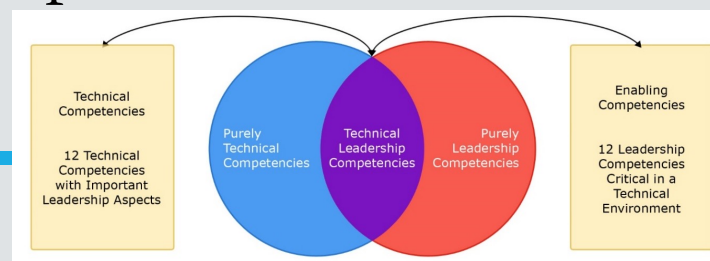 Technical
Competencies
12 Technical
Competencies
with Important
Leadership Aspects
Purely
Technical
Competencies
Technical
Leadership
Competencies
Purely
Leadership
Competencies
Enabling
Competencies
12 Leadership
Competencies
Critical in a
Technical
Environment